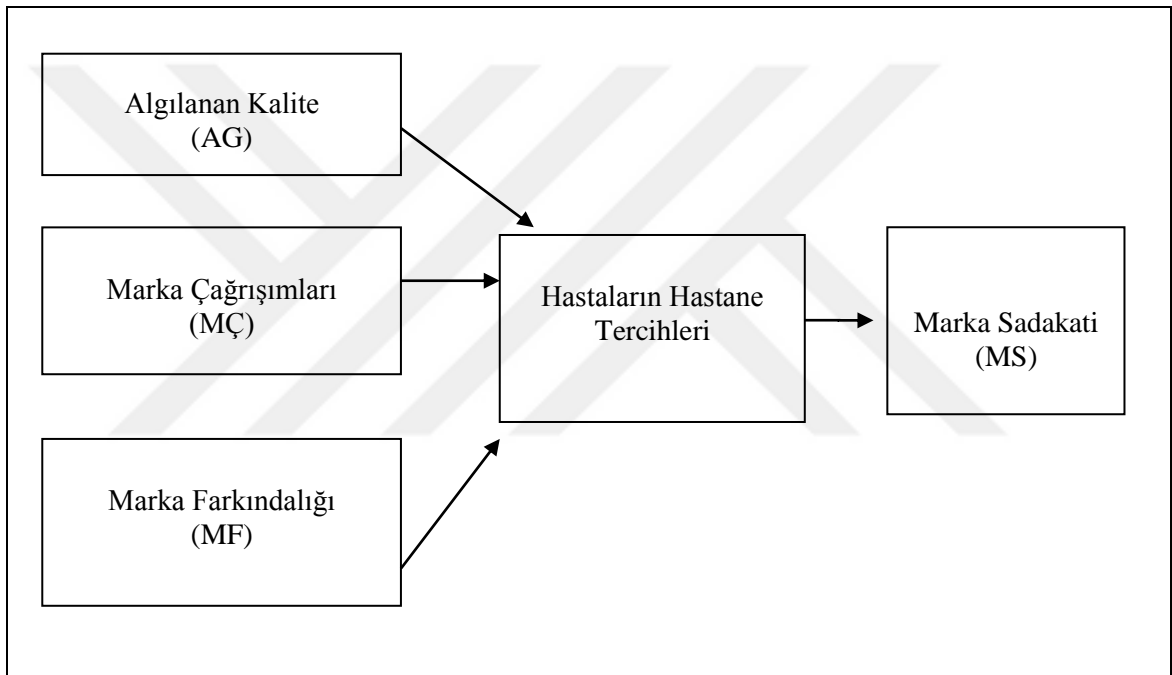 Algılanan Kalite
(AG)
Marka Çağrışımları
(MÇ)
Marka Farkındalığı
(MF)
Hastaların Hastane
Tercihleri
Marka Sadakati
(MS)